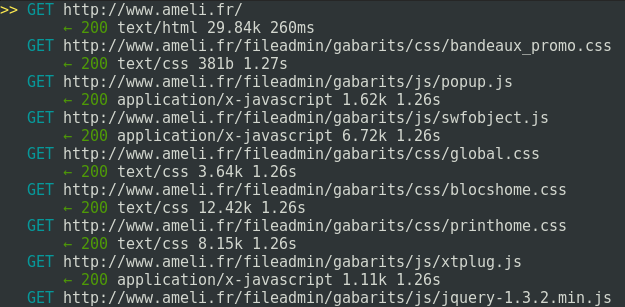 >> GET http://www.ameli.fr/
← 200 text/html 29.84k 260ms
GET http://www.ameli.fr/fileadmin/gabarits/css/bandeaux_promo.css
← 200 text/css 381b 1.27s
GET http://www.ameli.fr/fileadmin/gabarits/js/popup.js
← 200 application/x-javascript 1.62k 1.26s
GET http://www.ameli.fr/fileadmin/gabarits/js/swfobject.js
← 200 application/x-javascript 6.72k 1.26s
GET http://www.ameli.fr/fileadmin/gabarits/css/global.css
← 200 text/css 3.64k 1.26s
GET http://www.ameli.fr/fileadmin/gabarits/css/blocshome.css
← 200 text/css 12.42k 1.26s
GET http://www.ameli.fr/fileadmin/gabarits/css/printhome.css
← 200 text/css 8.15k 1.26s
GET http://www.ameli.fr/fileadmin/gabarits/js/xtplug.js
← 200 application/x-javascript 1.11k 1.26s
GET http://www.ameli.fr/fileadmin/gabarits/js/jquery-1.3.2.min.js